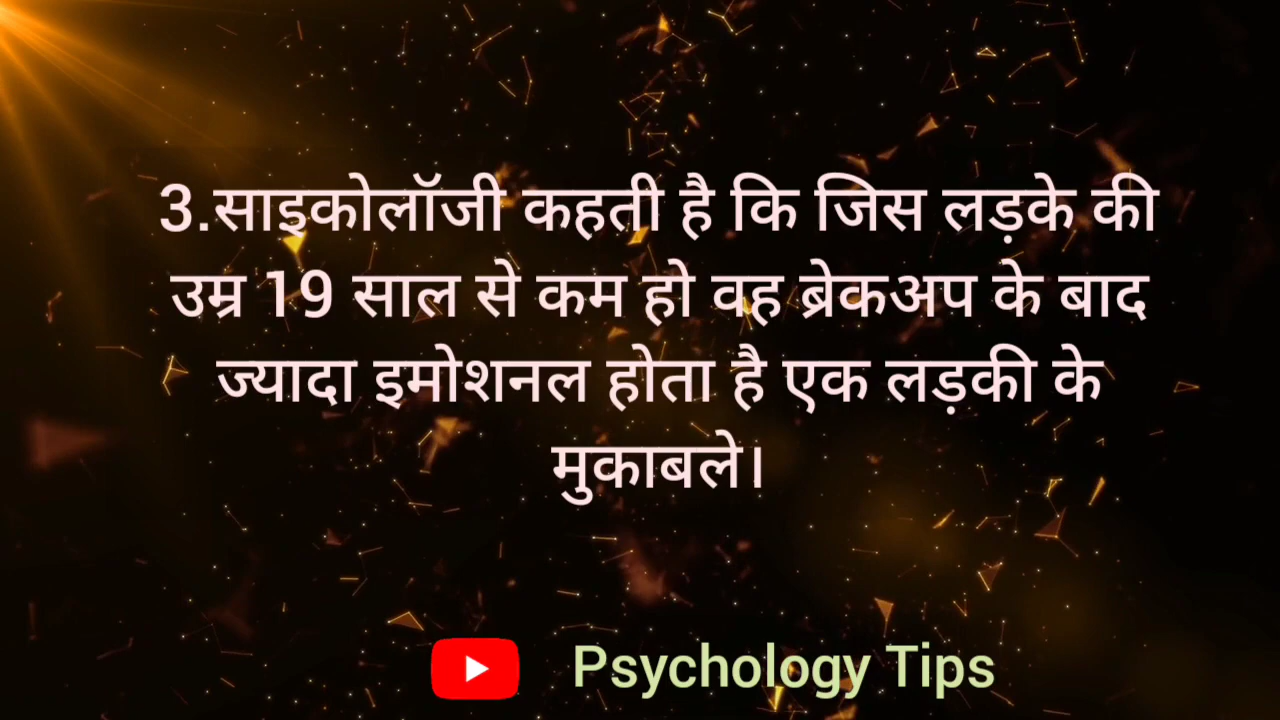 3.साइकोलॉजी कहती है कि जिस लड़के की
उम्र 19 साल से कम हो वह ब्रेकअप के बाद
ज्यादा इमोशनल होता है एक लड़की के
मुकाबले।
Psychology Tips